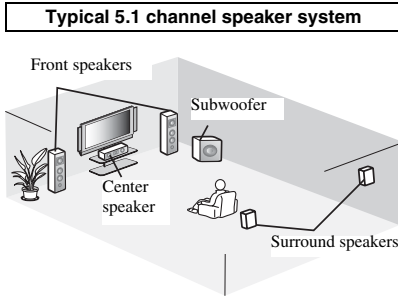 Typical 5.1 channel speaker system
Front speakers
Subwoofer
Center
speaker
Surround speakers